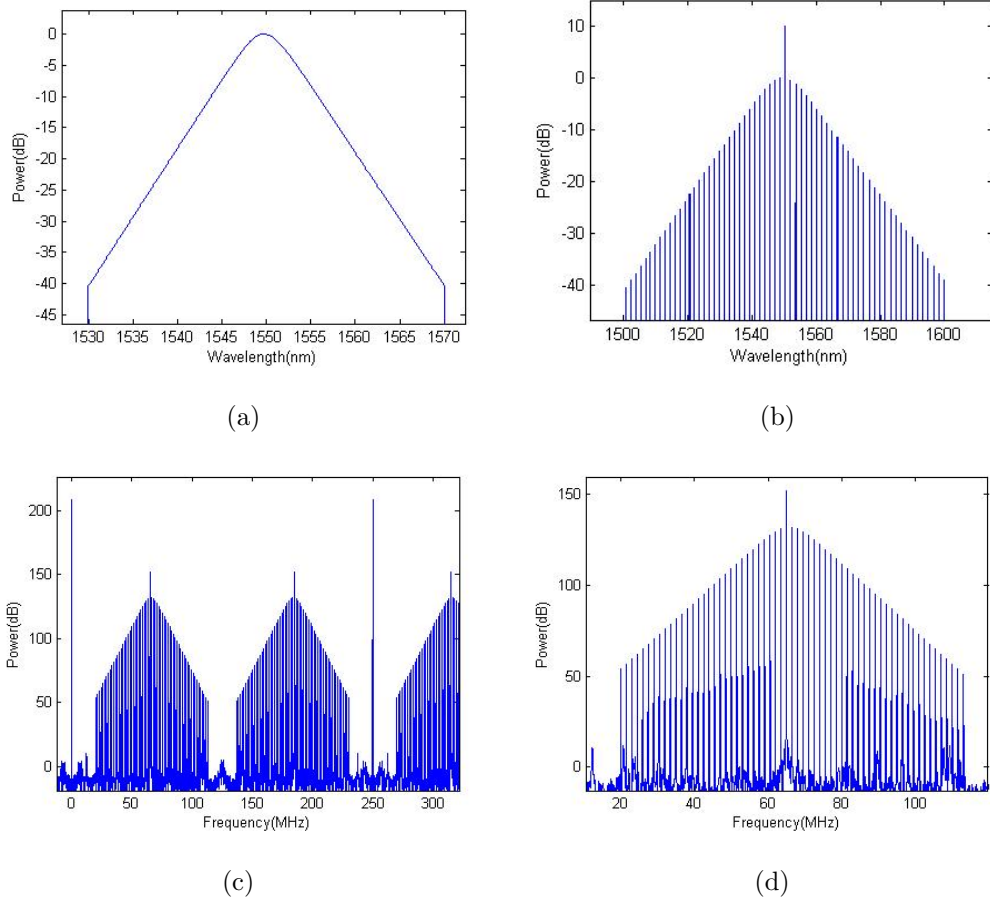 0
-5
-10
-15
-20
-25
-30
-35
-40
-45
Power(dB)
1530 1535 1540 1545 1550 1555 1560 1565 1570
Wavelength(nm)
(a)
10
0
-10
-20
-30
-40
Power(dB)
1500 1520 1540 1560 1580 1600
Wavelength(nm)
(b)
200
150
100
50
0
Power(dB)
0 50 100 150 200 250 300
Frequency(MHz)
(c)
150
100
50
0
Power(dB)
20 40 60 80 100
Frequency(MHz)
(d)